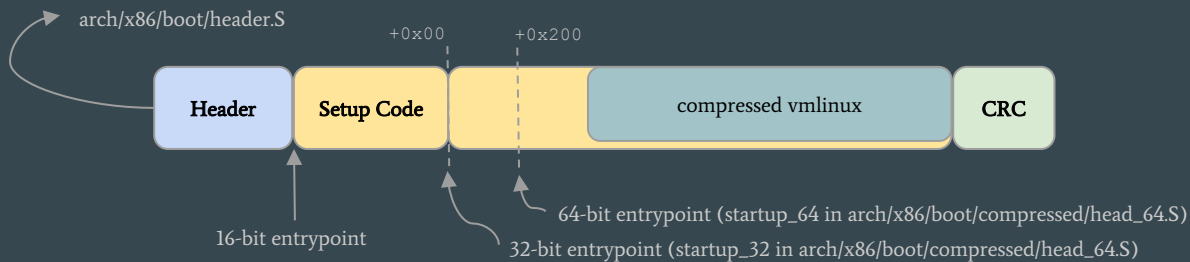 arch/x86/boot/header.S
+0x00
+0x200
Header
Setup Code
compressed vmlinux
CRC
16-bit entrypoint
64-bit entrypoint (startup_64 in arch/x86/boot/compressed/head_64.S)
32-bit entrypoint (startup_32 in arch/x86/boot/compressed/head_64.S)